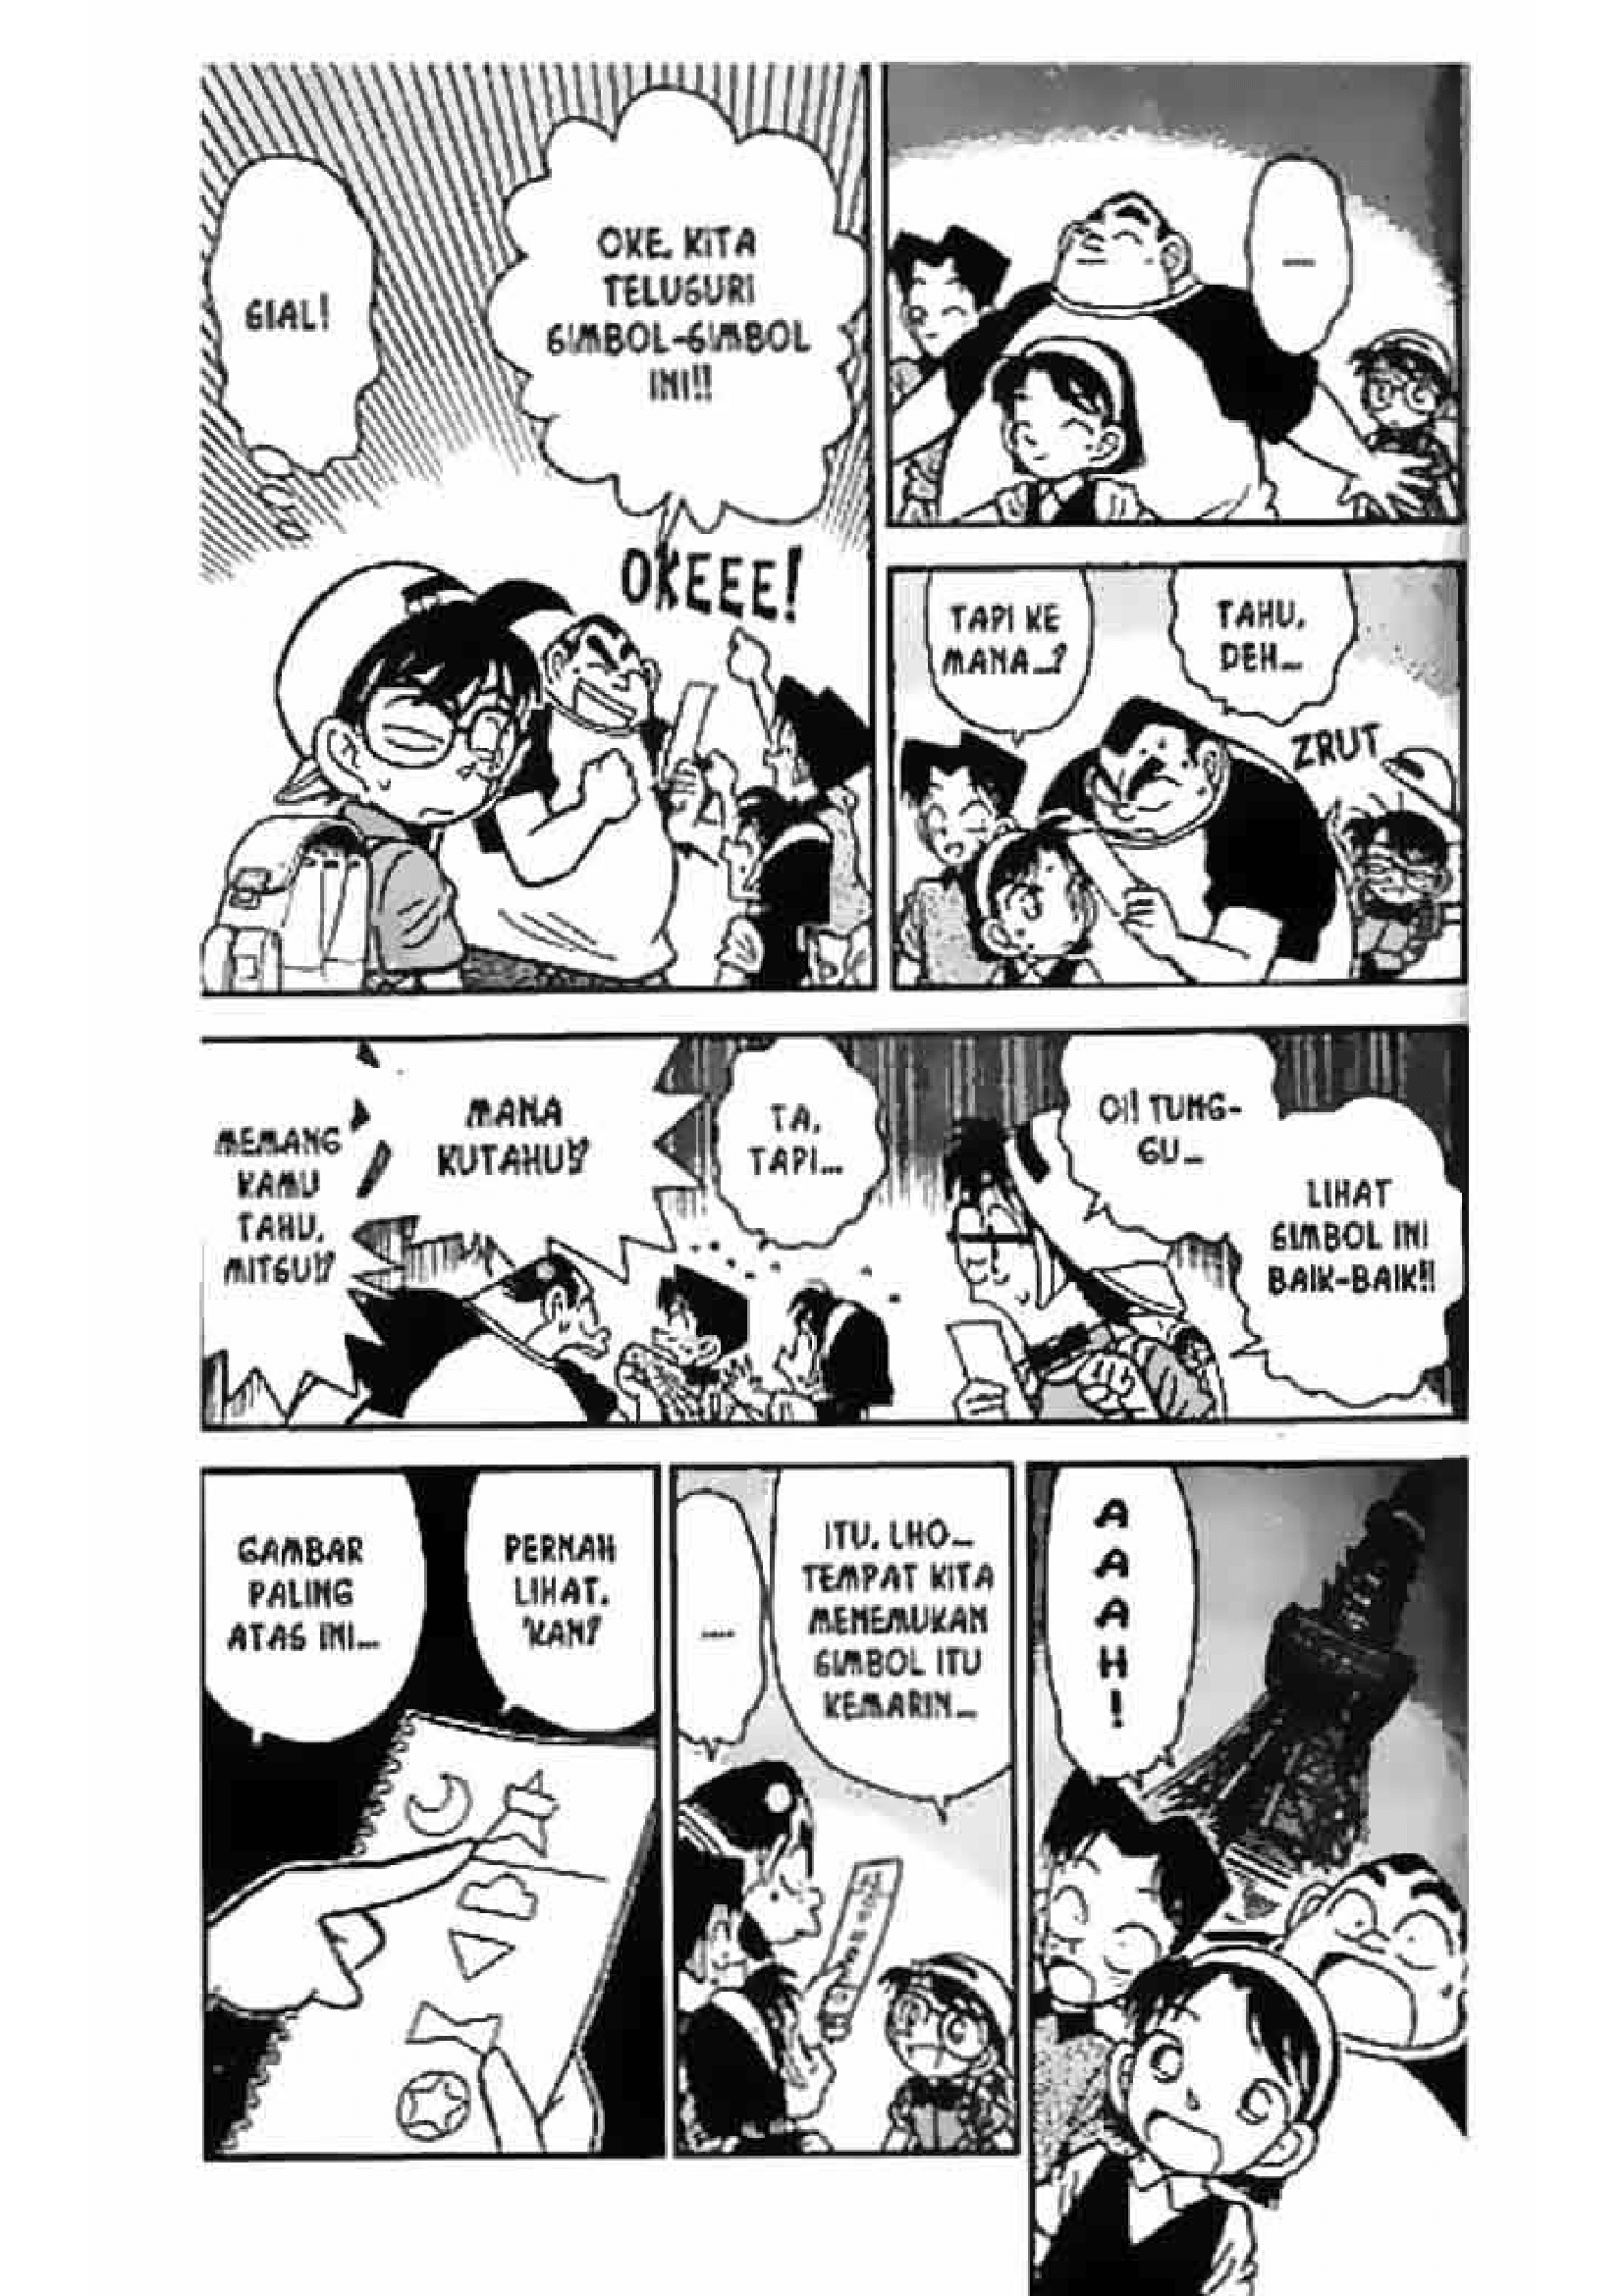 SIAL!
OKE, KITA
TELUSURI
SIMBOL-SIMBOL
INI!!
OKEEE!
...
TAPI KE
MANA...?
TAHU,
DEH...
ZRUT
MEMANG
KAMU
TAHU,
MITSU!?
MANA
KUTAHU!?
TA,
TAPI...
OI! TUNG-
GU...
LIHAT
SIMBOL INI
BAIK-BAIK!!
GAMBAR
PALING
ATAS INI...
PERNAH
LIHAT,
'KAN?
....
ITU, LHO...
TEMPAT KITA
MENEMUKAN
SIMBOL ITU
KEMARIN...
A
A
A
H
!